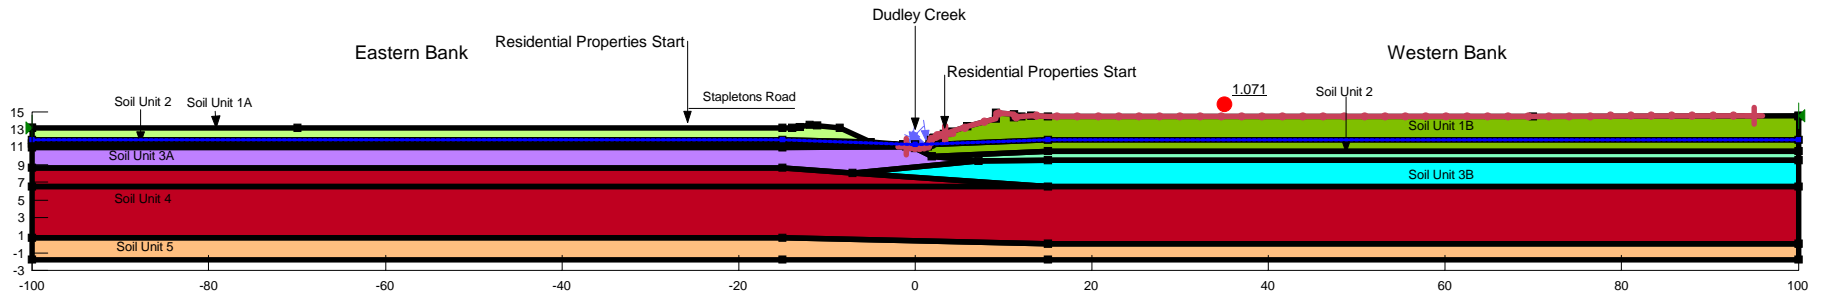 Dudley Creek
Eastern Bank
Residential Properties Start
Western Bank
Residential Properties Start
Stapletons Road
1.071
Soil Unit 2
Soil Unit 1A
Soil Unit 2
Soil Unit 1B
Soil Unit 3A
Soil Unit 3B
Soil Unit 4
Soil Unit 5
15
13
11
9
7
5
3
1
-1
-3
-100
-80
-60
-40
-20
0
20
40
60
80
100